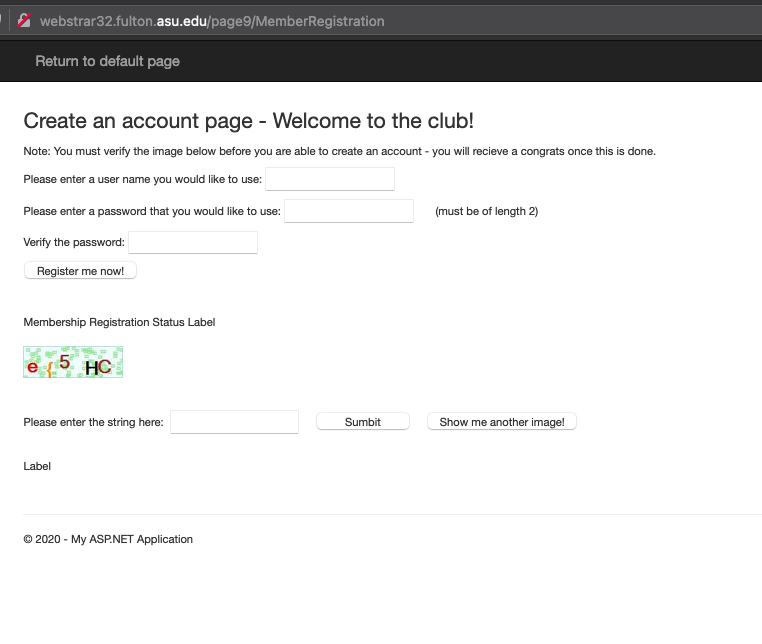 webstrar32.fulton.asu.edu/page9/MemberRegistration
Return to default page
Create an account page - Welcome to the club!
Note: You must verify the image below before you are able to create an account - you will recieve a congrats once this is done.
Please enter a user name you would like to use:
Please enter a password that you would like to use: (must be of length 2)
Verify the password:
Register me now!
Membership Registration Status Label
e{5HC
Please enter the string here: Sumbit Show me another image!
Label
© 2020 - My ASP.NET Application